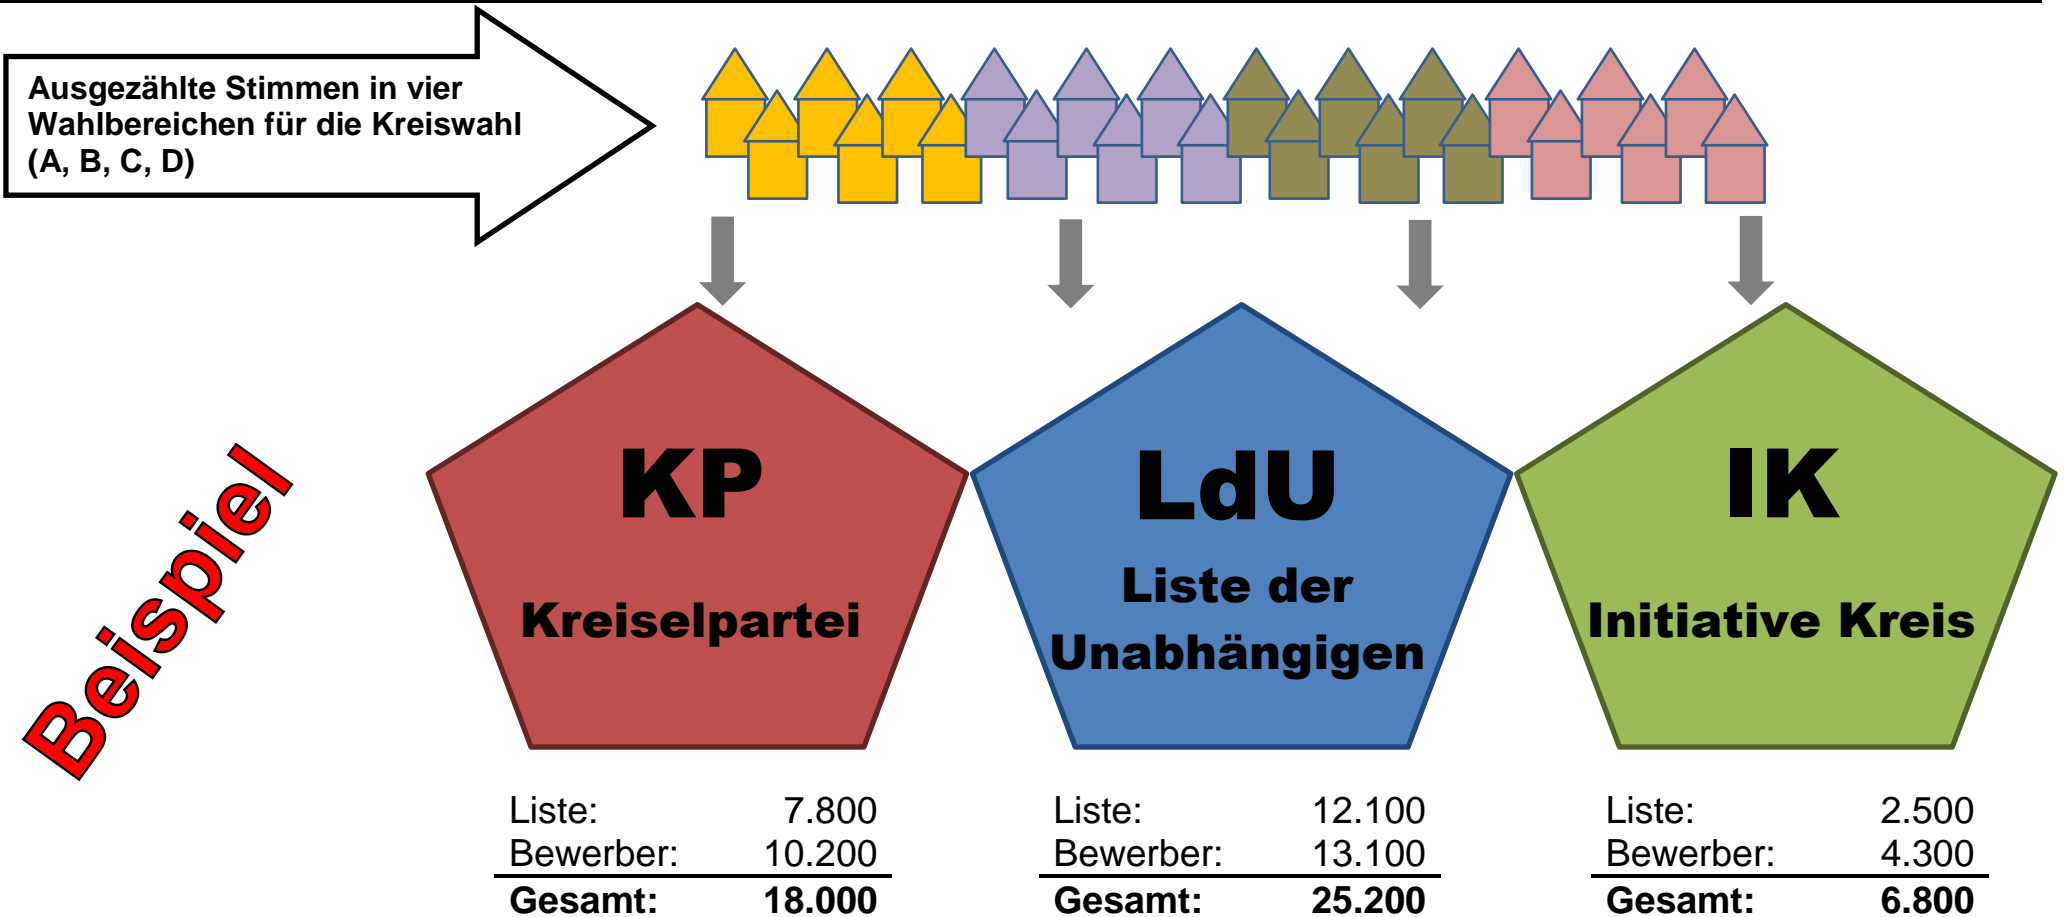 Ausgezählte Stimmen in vier
Wahlbereichen für die Kreiswahl
(A, B, C, D)
Beispiel
KP
Kreiselpartei
LdU
Liste der
Unabhängigen
IK
Initiative Kreis
Liste: 7.800
Bewerber: 10.200
Gesamt: 18.000
Liste: 12.100
Bewerber: 13.100
Gesamt: 25.200
Liste: 2.500
Bewerber: 4.300
Gesamt: 6.800